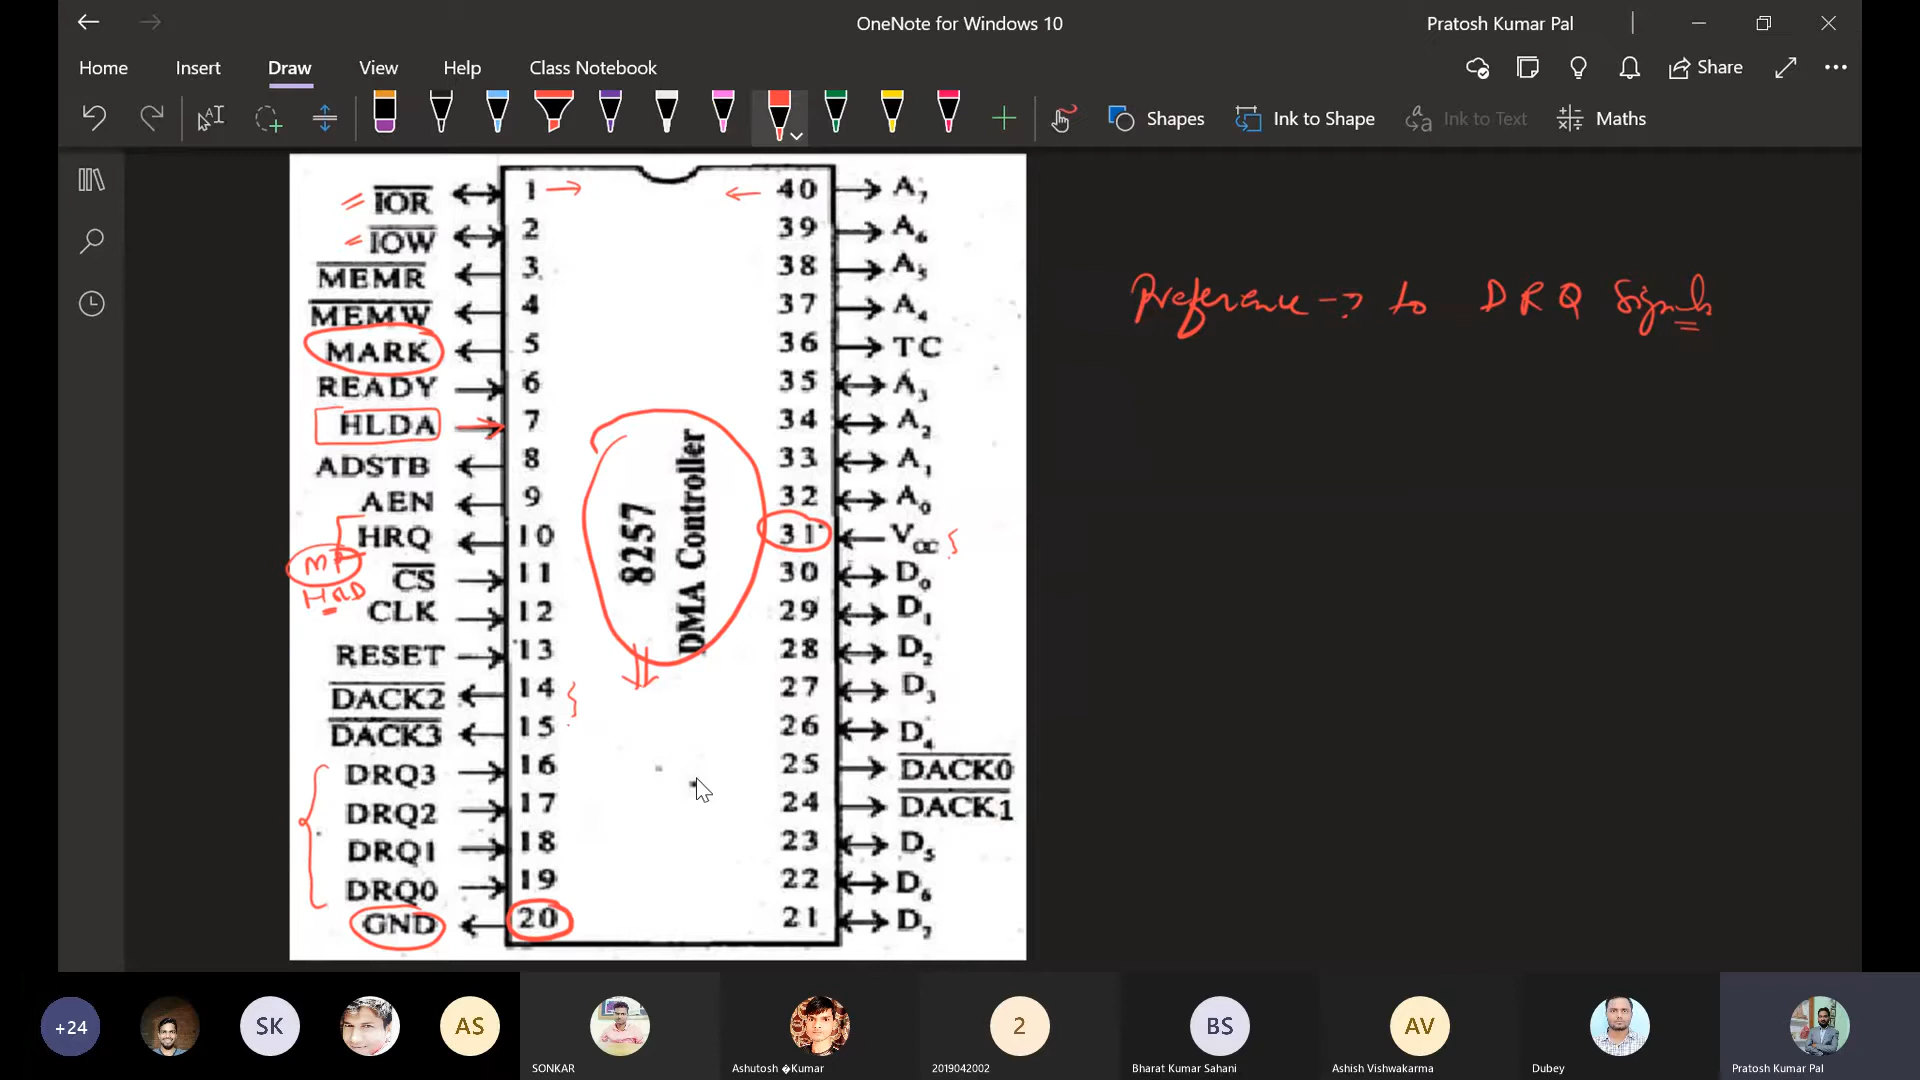 OneNote for Windows 10
Pratosh Kumar Pal
Home Insert Draw View Help Class Notebook
Share
Shapes Ink to Shape Ink to Text Maths
IOR 1 40 A7
IOW 2 39 A6
MEMR 3 38 A5
MEMW 4 37 A4
MARK 5 36 TC
READY 6 35 A3
HLDA 7 34 A2
ADSTB 8 33 A1
AEN 9 32 A0
HRQ 10 31 Vcc
MP
CS 11 30 D0
CLK 12 29 D1
RESET 13 28 D2
DACK2 14 27 D3
DACK3 15 26 D4
DRQ3 16 25 DACK0
DRQ2 17 24 DACK1
DRQ1 18 23 D5
DRQ0 19 22 D6
GND 20 21 D7
8257
DMA Controller
Preference -> to DRQ Signals
+24 SK AS 2 BS AV
SONKAR Ashutosh �Kumar 2019042002 Bharat Kumar Sahani Ashish Vishwakarma Dubey Pratosh Kumar Pal